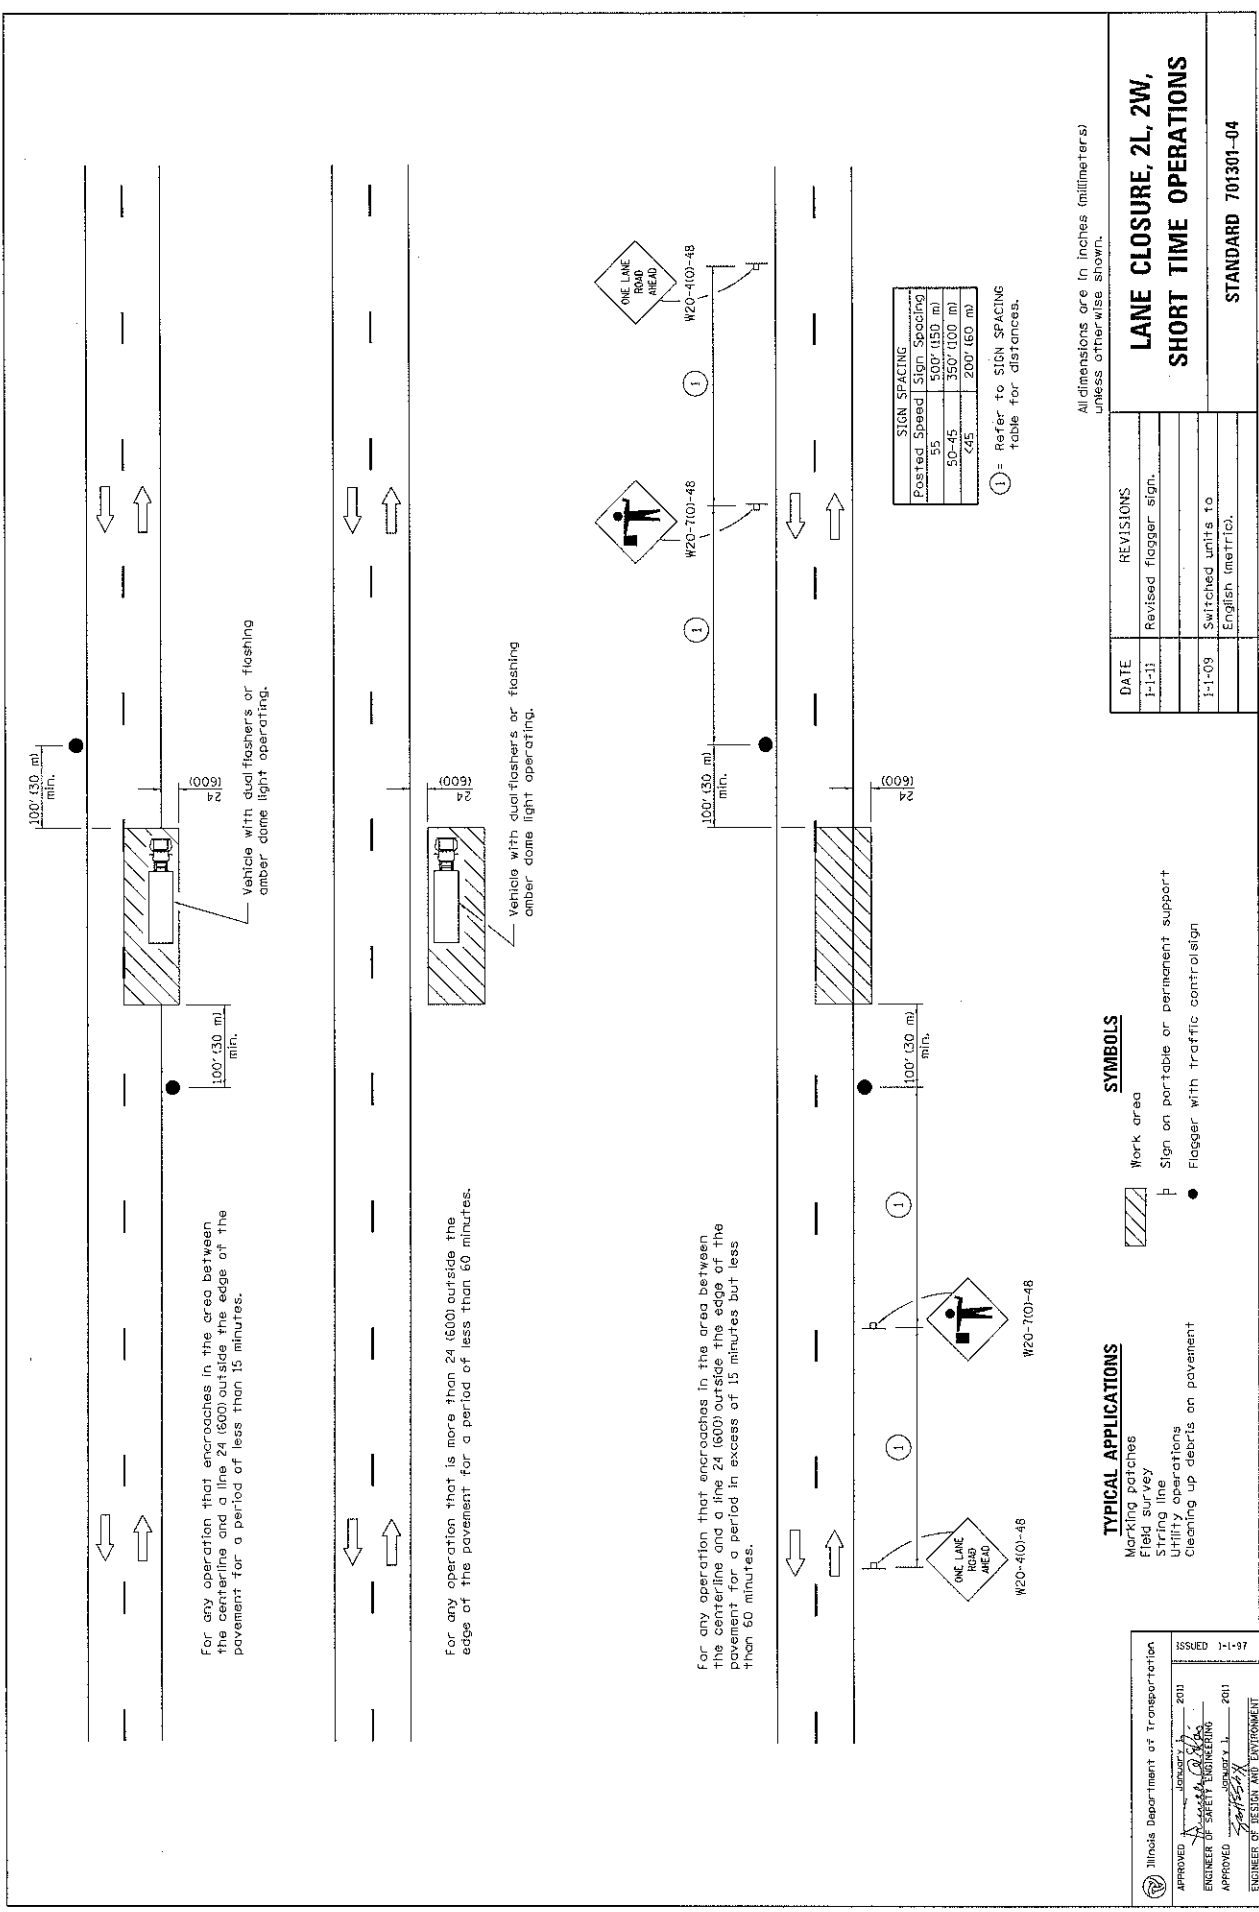 100' (30 m)
min.
24
(600)
100' (30 m)
min.
Vehicle with dual flashers or flashing
amber dome light operating.
For any operation that encroaches in the area between
the centerline and a line 24 (600) outside the edge of the
pavement for a period of less than 15 minutes.
24
(600)
Vehicle with dual flashers or flashing
amber dome light operating.
For any operation that is more than 24 (600) outside the
edge of the pavement for a period of less than 60 minutes.
ONE LANE
ROAD
AHEAD
W20-4(O)-48
W20-7(O)-48
1
1
100' (30 m)
min.
24
(600)
100' (30 m)
min.
For any operation that encroaches in the area between
the centerline and a line 24 (600) outside the edge of the
pavement for a period in excess of 15 minutes but less
than 60 minutes.
1
1
ONE LANE
ROAD
AHEAD
W20-4(O)-48
W20-7(O)-48
SIGN SPACING
Posted Speed Sign Spacing
55 500' (150 m)
50-45 350' (100 m)
<45 200' (60 m)
1 = Refer to SIGN SPACING
table for distances.
TYPICAL APPLICATIONS
Marking patches
Field survey
String line
Utility operations
Cleaning up debris on pavement
SYMBOLS
Work area
Sign on portable or permanent support
Flagger with traffic control sign
All dimensions are in inches (millimeters)
unless otherwise shown.
Illinois Department of Transportation
APPROVED January 1, 2011
ENGINEER OF SAFETY ENGINEERING
APPROVED January 1, 2011
ENGINEER OF DESIGN AND ENVIRONMENT
ISSUED 1-1-97
DATE REVISIONS
1-1-11 Revised flagger sign.
1-1-09 Switched units to
English (metric).
LANE CLOSURE, 2L, 2W,
SHORT TIME OPERATIONS
STANDARD 701301-04